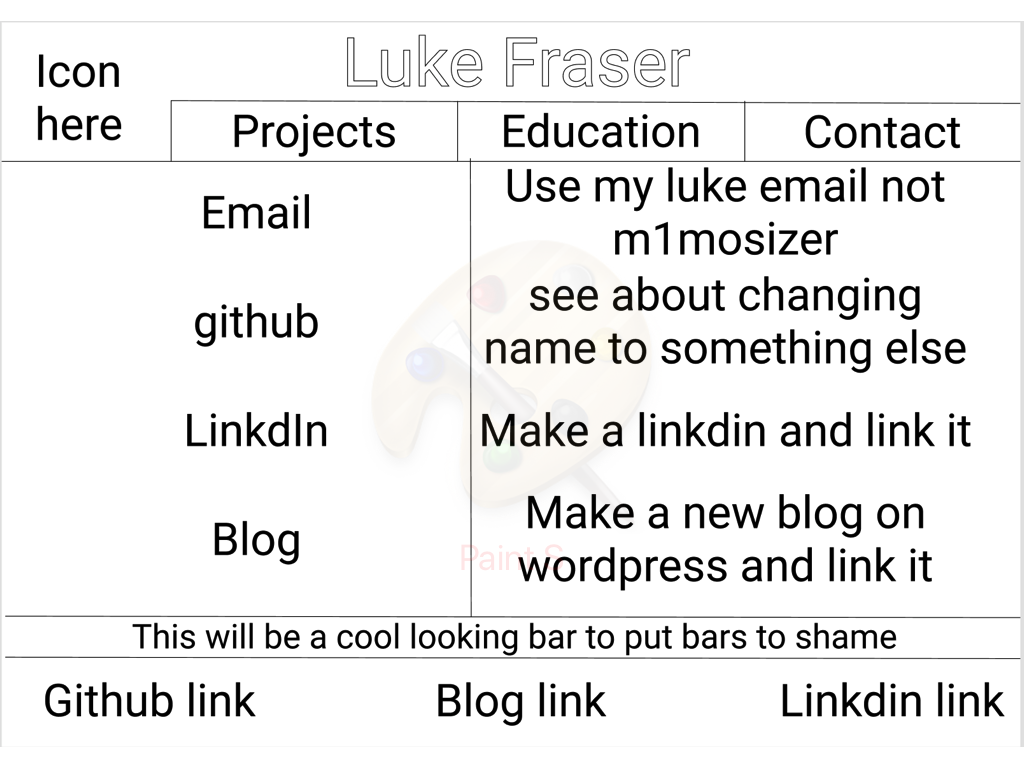 Luke Fraser
Icon
here
Projects
Education
Contact
Email
Use my luke email not
m1mosizer
github
see about changing
name to something else
LinkdIn
Make a linkdin and link it
Blog
Make a new blog on
wordpress and link it
Paint S
This will be a cool looking bar to put bars to shame
Github link
Blog link
Linkdin link